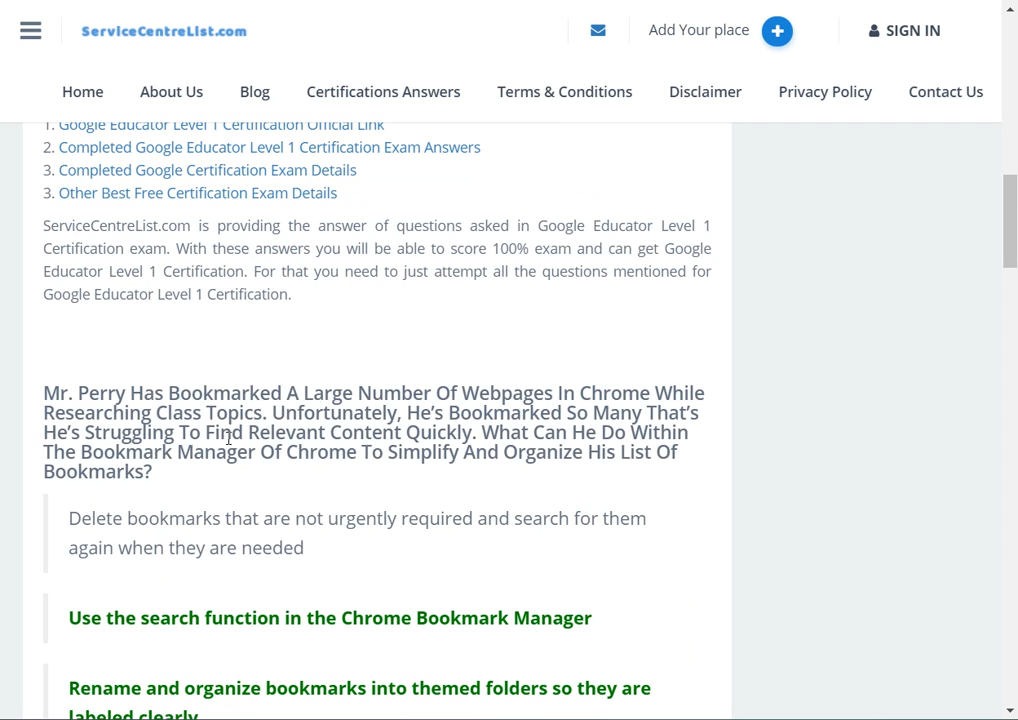 ServiceCentreList.com
Add Your place
+
SIGN IN
Home
About Us
Blog
Certifications Answers
Terms & Conditions
Disclaimer
Privacy Policy
Contact Us
1. Google Educator Level 1 Certification Official Link
2. Completed Google Educator Level 1 Certification Exam Answers
3. Completed Google Certification Exam Details
3. Other Best Free Certification Exam Details
ServiceCentreList.com is providing the answer of questions asked in Google Educator Level 1
Certification exam. With these answers you will be able to score 100% exam and can get Google
Educator Level 1 Certification. For that you need to just attempt all the questions mentioned for
Google Educator Level 1 Certification.
Mr. Perry Has Bookmarked A Large Number Of Webpages In Chrome While
Researching Class Topics. Unfortunately, He’s Bookmarked So Many That’s
He’s Struggling To Find Relevant Content Quickly. What Can He Do Within
The Bookmark Manager Of Chrome To Simplify And Organize His List Of
Bookmarks?
Delete bookmarks that are not urgently required and search for them
again when they are needed
Use the search function in the Chrome Bookmark Manager
Rename and organize bookmarks into themed folders so they are
labeled clearly